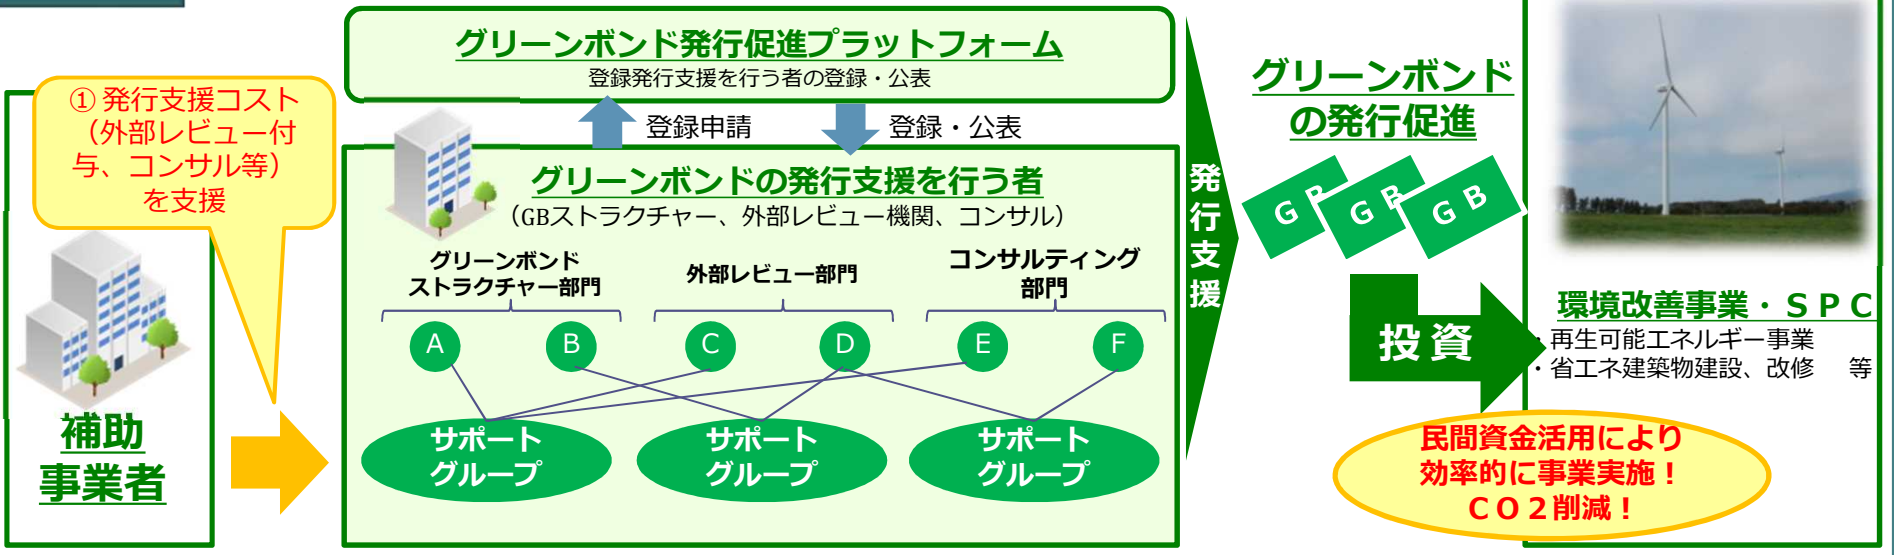 グリーンボンド発行促進プラットフォーム
登録発行支援を行う者の登録・公表
登録申請
登録・公表
① 発行支援コスト
（外部レビュー付
与、コンサル等）
を支援
補助
事業者
グリーンボンドの発行支援を行う者
（GBストラクチャー、外部レビュー機関、コンサル）
グリーンボンド
ストラクチャー部門
外部レビュー部門
コンサルティング
部門
A
B
C
D
E
F
サポート
グループ
サポート
グループ
サポート
グループ
発行支援
グリーンボンド
の発行促進
ＧＢ
ＧＢ
ＧＢ
投資
環境改善事業・ＳＰＣ
・再生可能エネルギー事業
・省エネ建築物建設、改修　等
民間資金活用により
効率的に事業実施！
ＣＯ２削減！